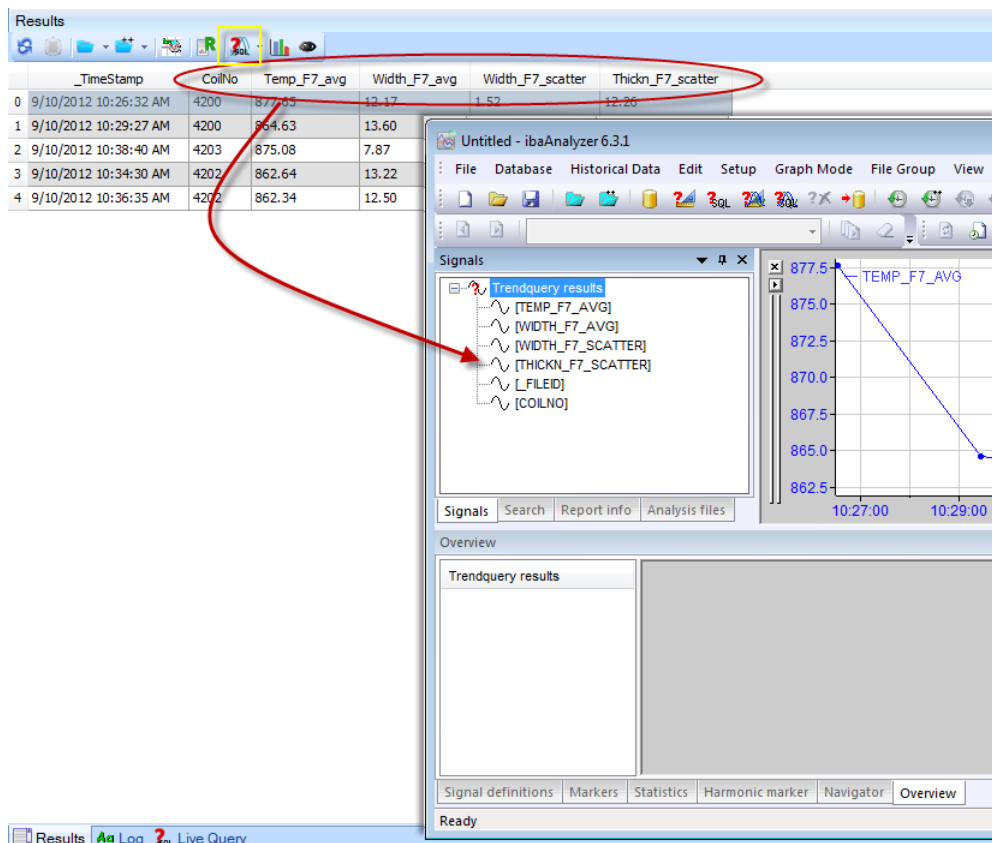 Results
R SQL
_TimeStamp CoilNo Temp_F7_avg Width_F7_avg Width_F7_scatter Thickn_F7_scatter
0 9/10/2012 10:26:32 AM 4200 877.65 12.17 1.52 12.26
1 9/10/2012 10:29:27 AM 4200 864.63 13.60
2 9/10/2012 10:38:40 AM 4203 875.08 7.87
3 9/10/2012 10:34:30 AM 4202 862.64 13.22
4 9/10/2012 10:36:35 AM 4202 862.34 12.50
Untitled - ibaAnalyzer 6.3.1
File Database Historical Data Edit Setup Graph Mode File Group View
SQL
Signals
Trendquery results
[TEMP_F7_AVG]
[WIDTH_F7_AVG]
[WIDTH_F7_SCATTER]
[THICKN_F7_SCATTER]
[_FILEID]
[COILNO]
Signals Search Report info Analysis files
877.5
TEMP_F7_AVG
875.0
872.5
870.0
867.5
865.0
862.5
10:27:00 10:29:00
Overview
Trendquery results
Signal definitions Markers Statistics Harmonic marker Navigator Overview
Ready
Results Log Live Query